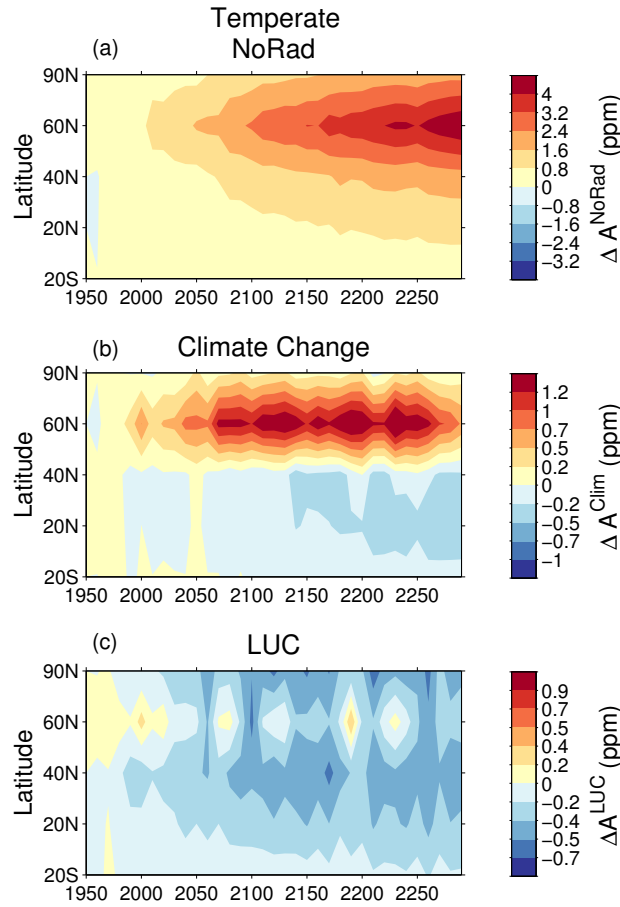 Temperate
NoRad
(a)
90N
60N
40N
20N
20S
Latitude
1950 2000 2050 2100 2150 2200 2250
4
3.2
2.4
1.6
0.8
0
−0.8
−1.6
−2.4
−3.2
Δ A^NoRad (ppm)
(b)
Climate Change
90N
60N
40N
20N
20S
Latitude
1950 2000 2050 2100 2150 2200 2250
1.2
1
0.7
0.5
0.2
0
−0.2
−0.5
−0.7
−1
Δ A^Clim (ppm)
(c)
LUC
90N
60N
40N
20N
20S
Latitude
1950 2000 2050 2100 2150 2200 2250
0.9
0.7
0.5
0.4
0.2
0
−0.2
−0.4
−0.5
−0.7
ΔA^LUC (ppm)